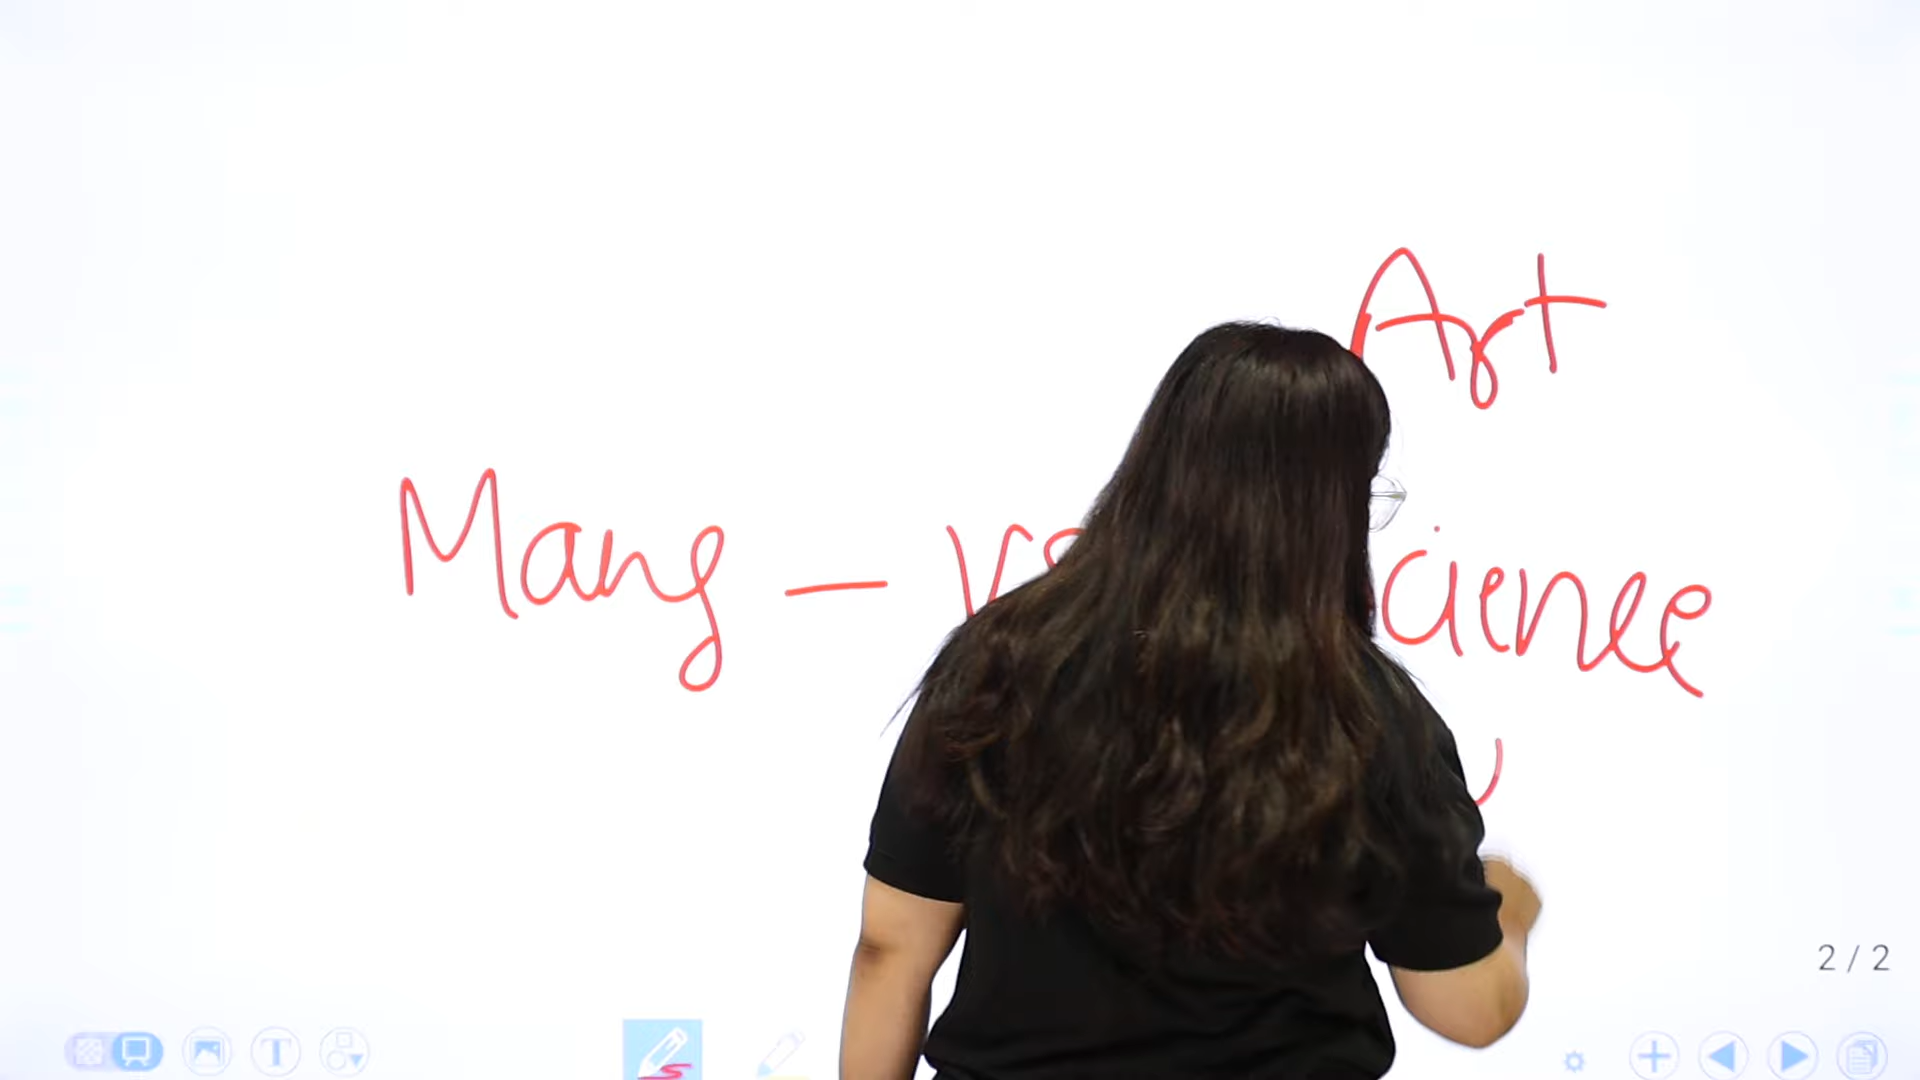 Art
Mang –
cience
2 / 2